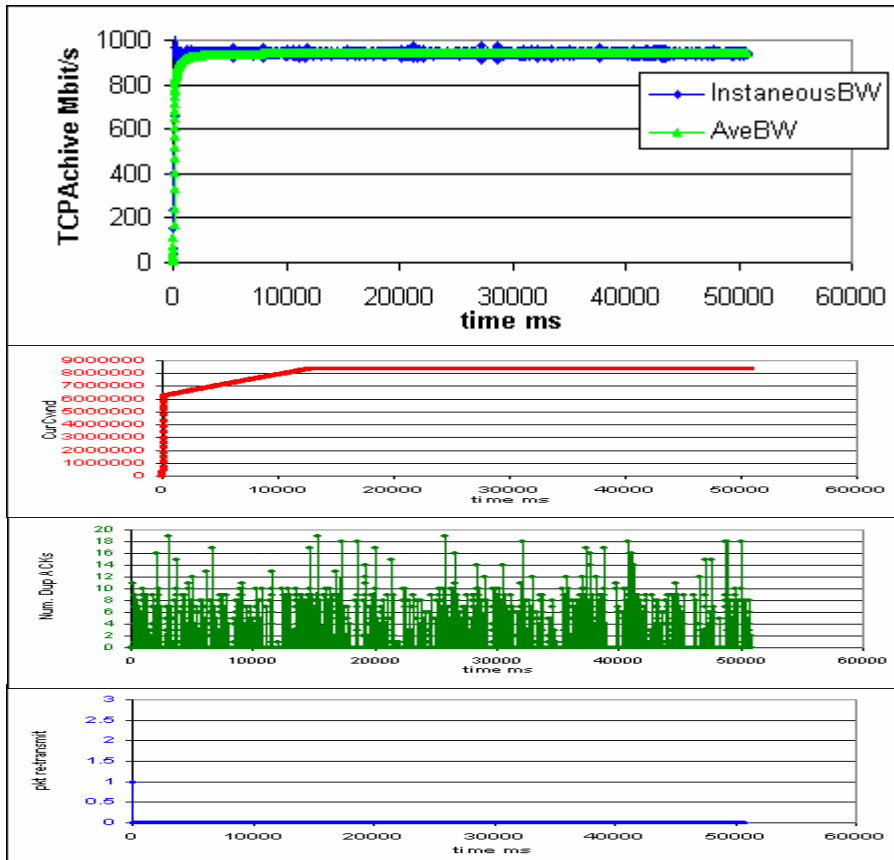 TCPAchive Mbit/s
1000
800
600
400
200
0
InstaneousBW
AveBW
0 10000 20000 30000 40000 50000 60000
time ms
CurCwnd
9000000
8000000
7000000
6000000
5000000
4000000
3000000
2000000
1000000
0
0 10000 20000 30000 40000 50000 60000
time ms
Num. Dup ACKs
20
18
16
14
12
10
8
6
4
2
0
0 10000 20000 30000 40000 50000 60000
time ms
pkt re-transmit
3
2.5
2
1.5
1
0.5
0
0 10000 20000 30000 40000 50000 60000
time ms